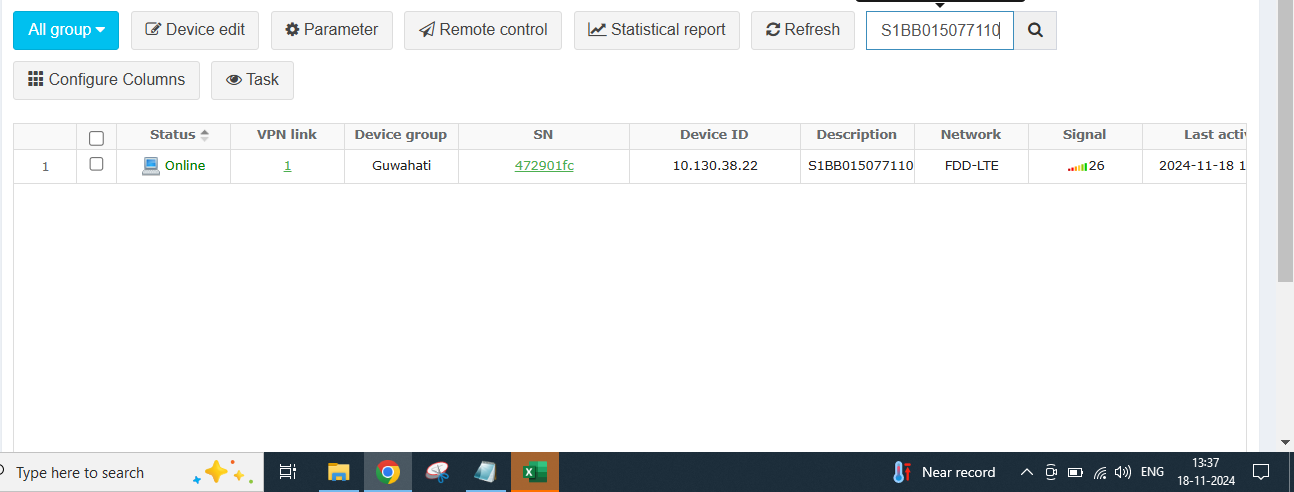 All group Device edit Parameter Remote control Statistical report Refresh S1BB015077110
Configure Columns Task
Status VPN link Device group SN Device ID Description Network Signal Last activ
1 Online 1 Guwahati 472901fc 10.130.38.22 S1BB015077110 FDD-LTE 26 2024-11-18 1
Type here to search Near record ENG 13:37
18-11-2024